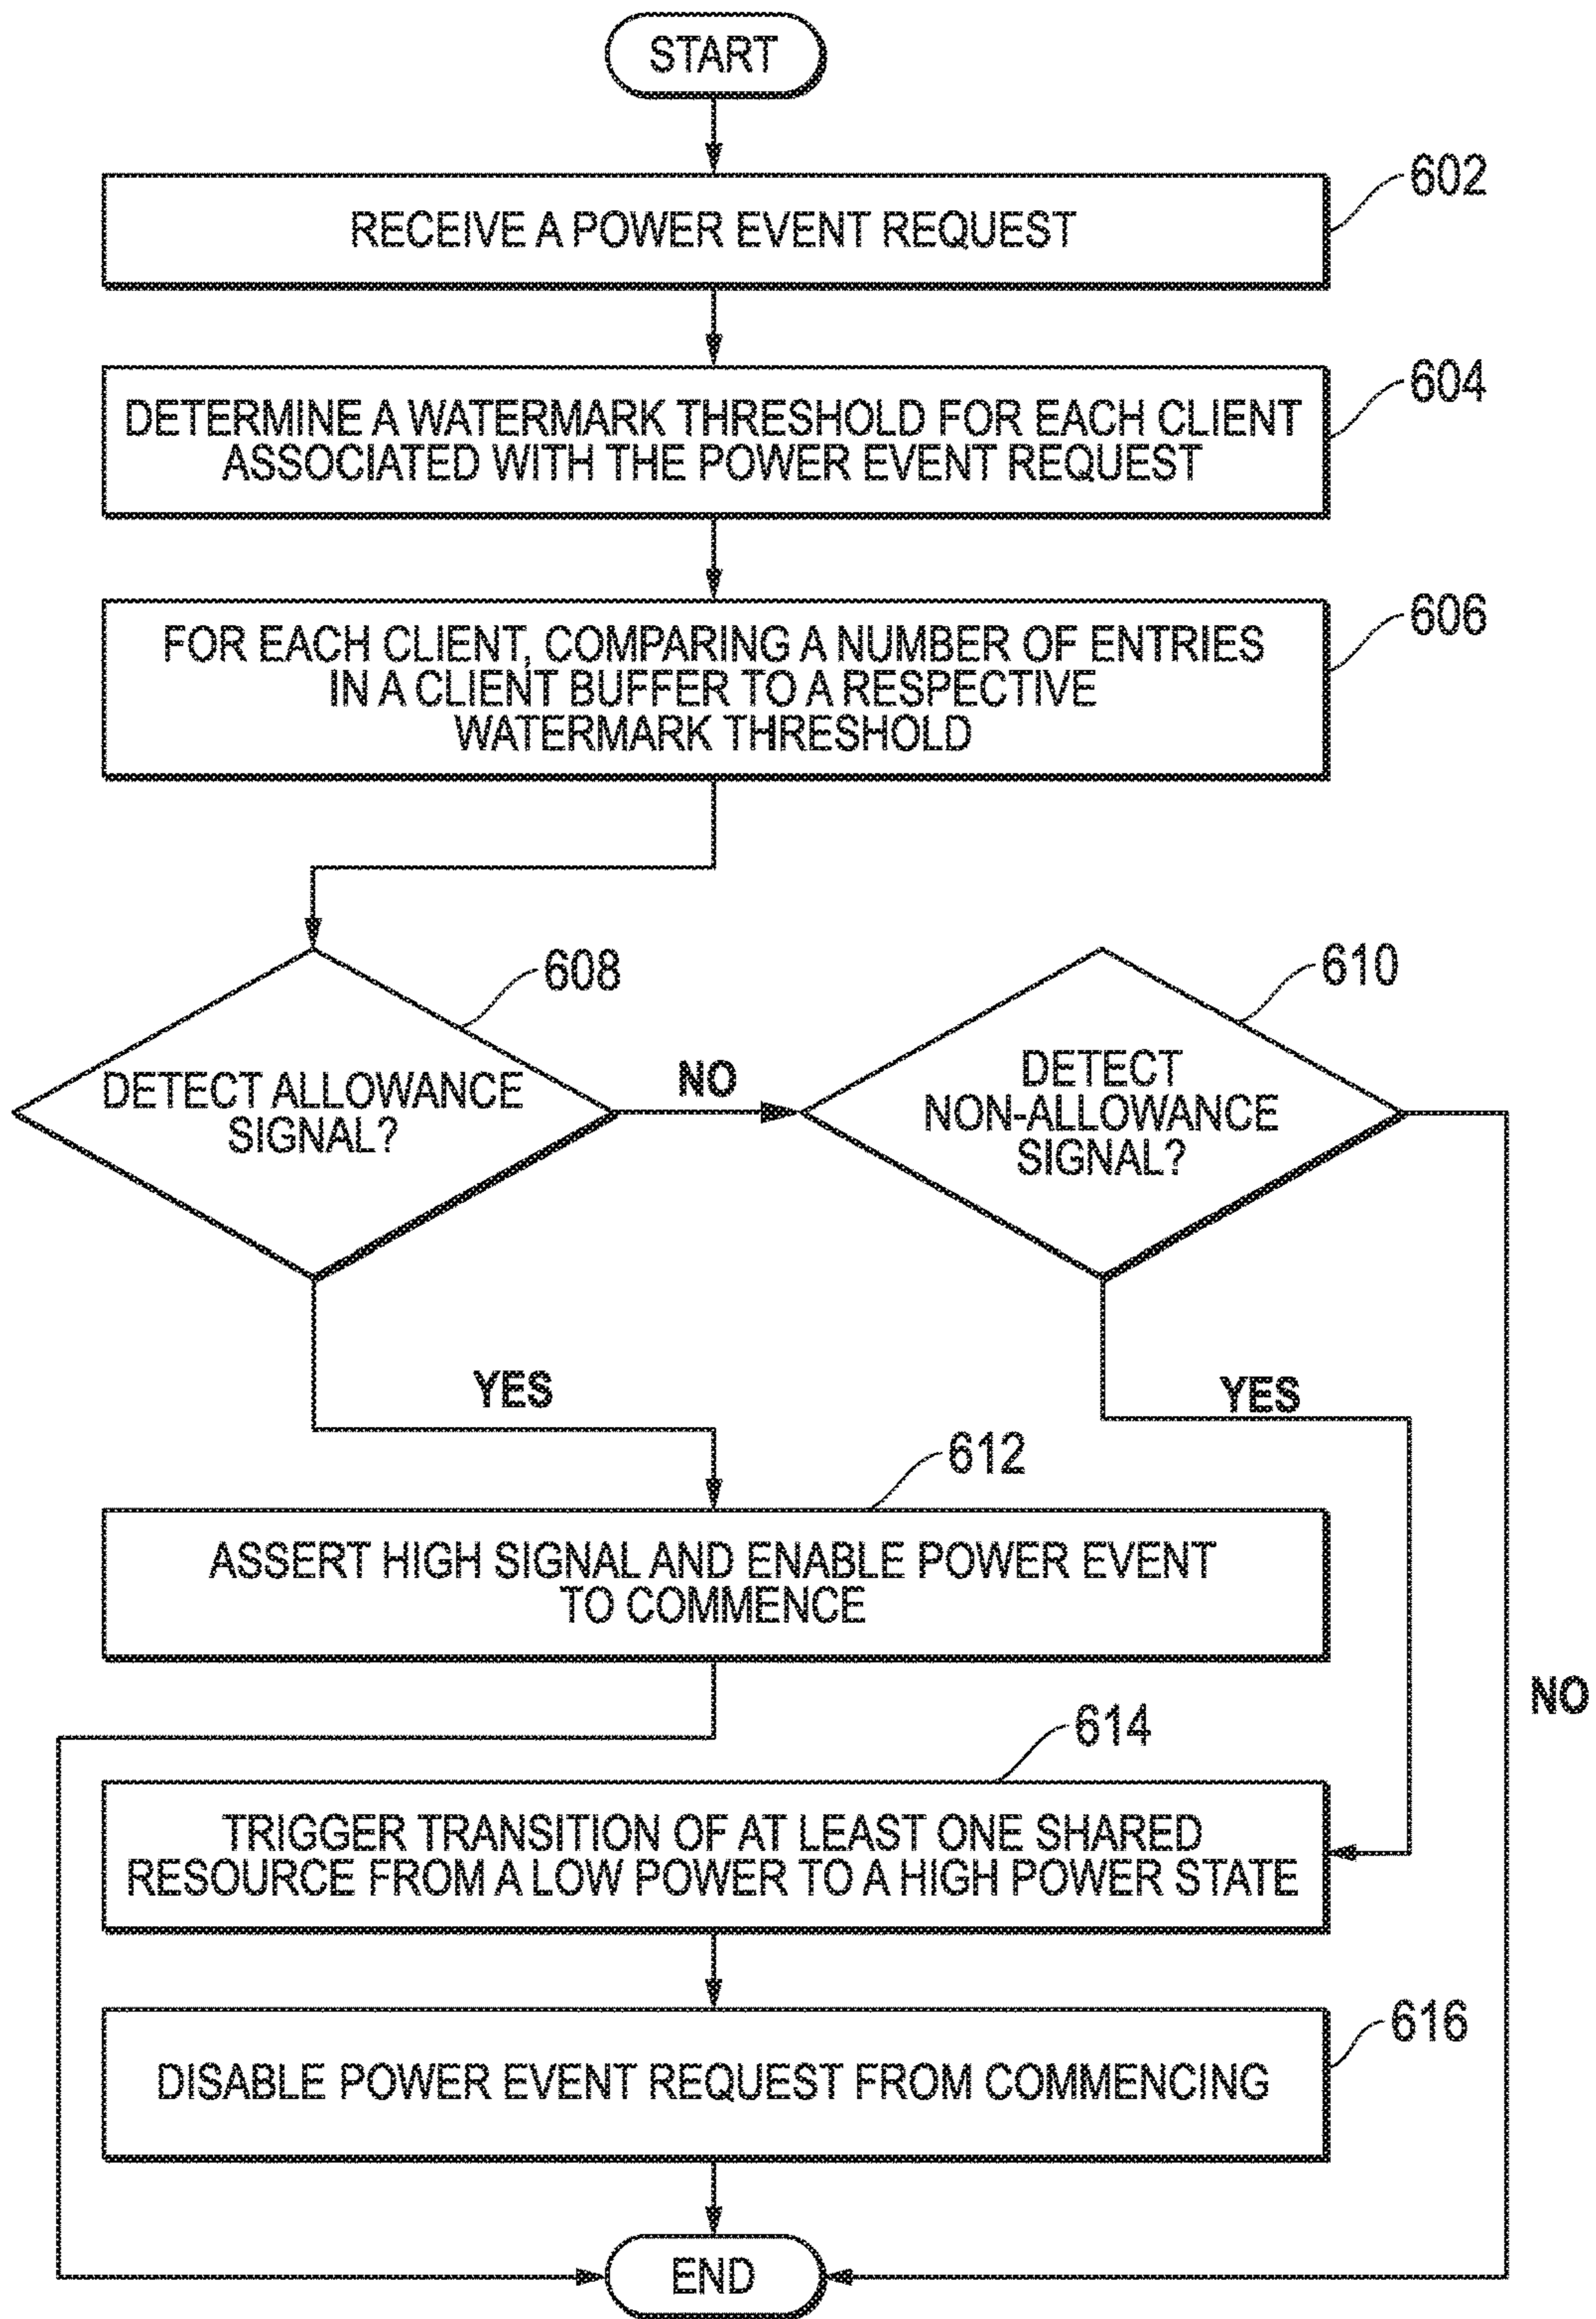 START
602
RECEIVE A POWER EVENT REQUEST
604
DETERMINE A WATERMARK THRESHOLD FOR EACH CLIENT
ASSOCIATED WITH THE POWER EVENT REQUEST
606
FOR EACH CLIENT, COMPARING A NUMBER OF ENTRIES
IN A CLIENT BUFFER TO A RESPECTIVE
WATERMARK THRESHOLD
608
DETECT ALLOWANCE
SIGNAL?
NO
610
DETECT
NON-ALLOWANCE
SIGNAL?
YES
YES
612
ASSERT HIGH SIGNAL AND ENABLE POWER EVENT
TO COMMENCE
NO
614
TRIGGER TRANSITION OF AT LEAST ONE SHARED
RESOURCE FROM A LOW POWER TO A HIGH POWER STATE
616
DISABLE POWER EVENT REQUEST FROM COMMENCING
END